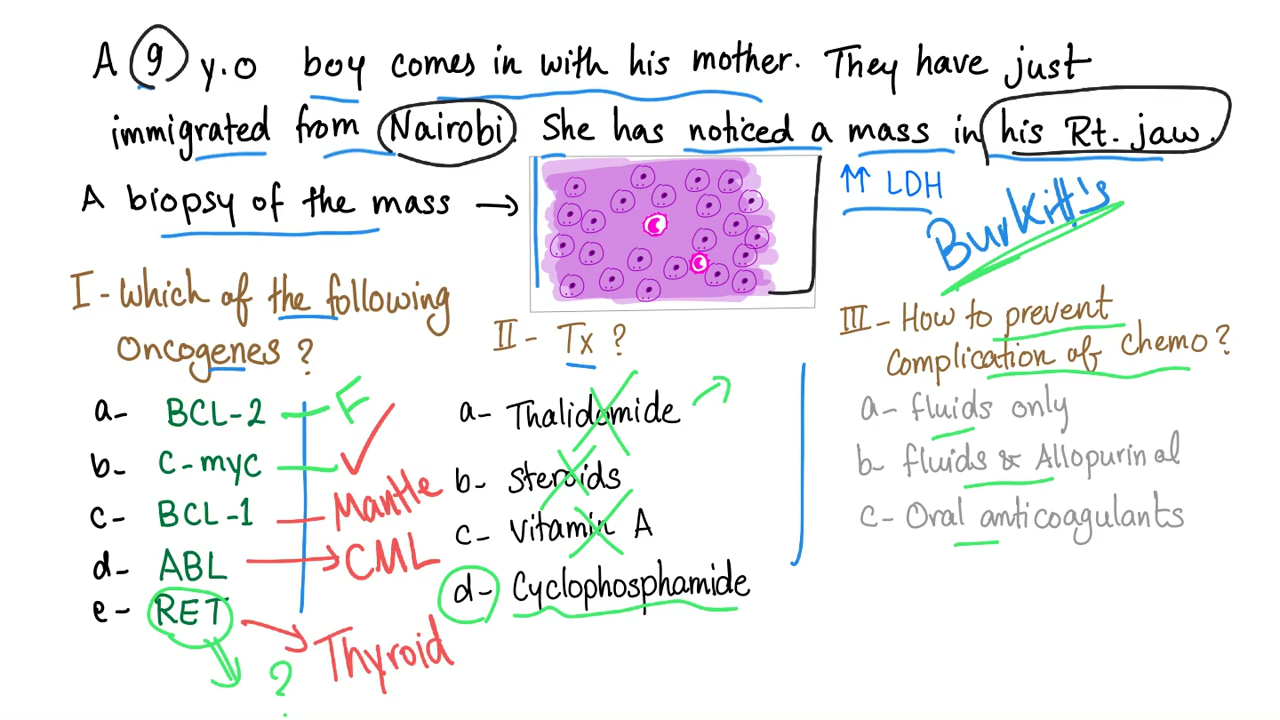 A 9 y.o boy comes in with his mother. They have just
immigrated from Nairobi. She has noticed a mass in his Rt. jaw.
A biopsy of the mass →
↑↑ LDH
Burkitt's
I - Which of the following
Oncogenes ?
a- BCL-2 F
b- C-myc ✓
c- BCL-1 Mantle
d- ABL → CML
e- RET → Thyroid
?
II - Tx ?
a- Thalidomide
b- Steroids
c- Vitamin A
d- Cyclophosphamide
III - How to prevent
Complication of Chemo ?
a- fluids only
b- fluids & Allopurinal
c- Oral anticoagulants